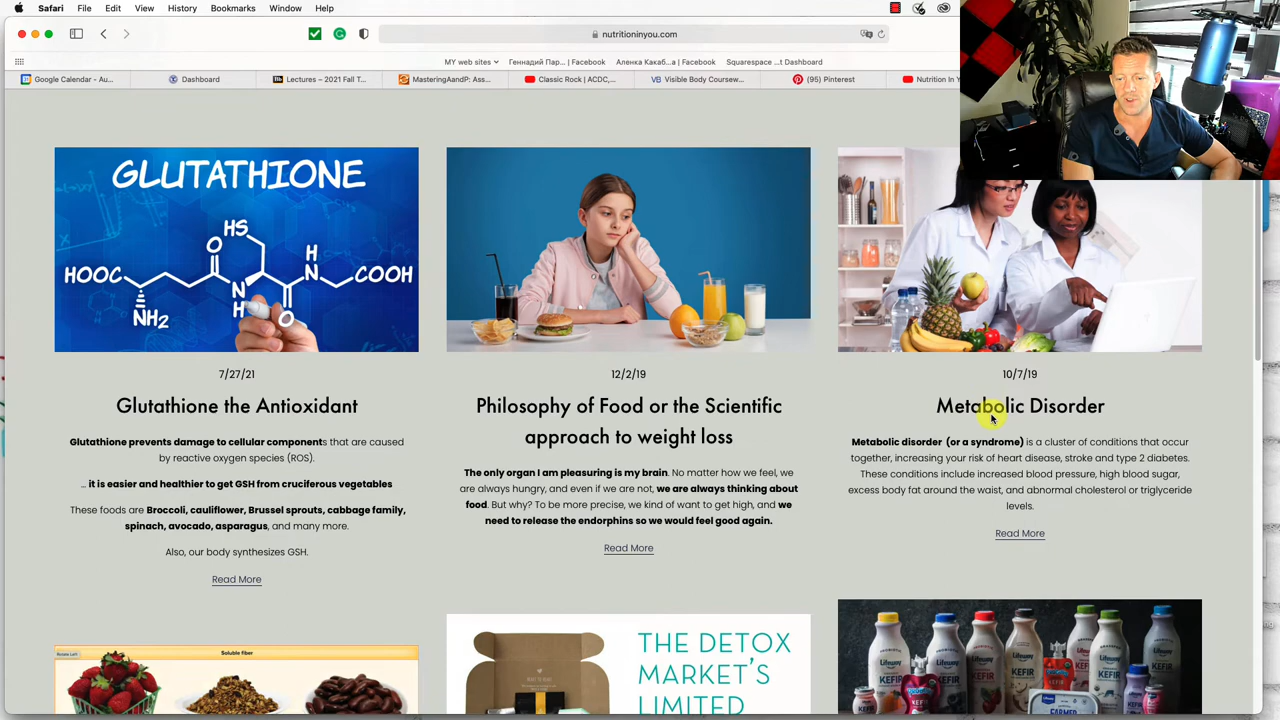 Safari File Edit View History Bookmarks Window Help
nutritioninyou.com
MY web sites Геннадий Пар... | Facebook Аленка Какаб...a | Facebook Squarespace ...t Dashboard
Google Calendar - Au... Dashboard Lectures – 2021 Fall T... MasteringAandP: Ass... Classic Rock | ACDC,... Visible Body Coursew... (95) Pinterest Nutrition In Y
GLUTATHIONE
HS
O
H
HOOC
N
COOH
N
H
NH2
O
7/27/21
Glutathione the Antioxidant
Glutathione prevents damage to cellular components that are caused
by reactive oxygen species (ROS).
... it is easier and healthier to get GSH from cruciferous vegetables
These foods are Broccoli, cauliflower, Brussel sprouts, cabbage family,
spinach, avocado, asparagus, and many more.
Also, our body synthesizes GSH.
Read More
12/2/19
Philosophy of Food or the Scientific
approach to weight loss
The only organ I am pleasuring is my brain. No matter how we feel, we
are always hungry, and even if we are not, we are always thinking about
food. But why? To be more precise, we kind of want to get high, and we
need to release the endorphins so we would feel good again.
Read More
10/7/19
Metabolic Disorder
Metabolic disorder (or a syndrome) is a cluster of conditions that occur
together, increasing your risk of heart disease, stroke and type 2 diabetes.
These conditions include increased blood pressure, high blood sugar,
excess body fat around the waist, and abnormal cholesterol or triglyceride
levels.
Read More
Rotate Left
Soluble fiber
THE DETOX
MARKET'S
LIMITED
Lifeway
KEFIR
Lifeway
KEFIR
KEFIR
KEFIR
Lifeway
KEFIR
FARMER